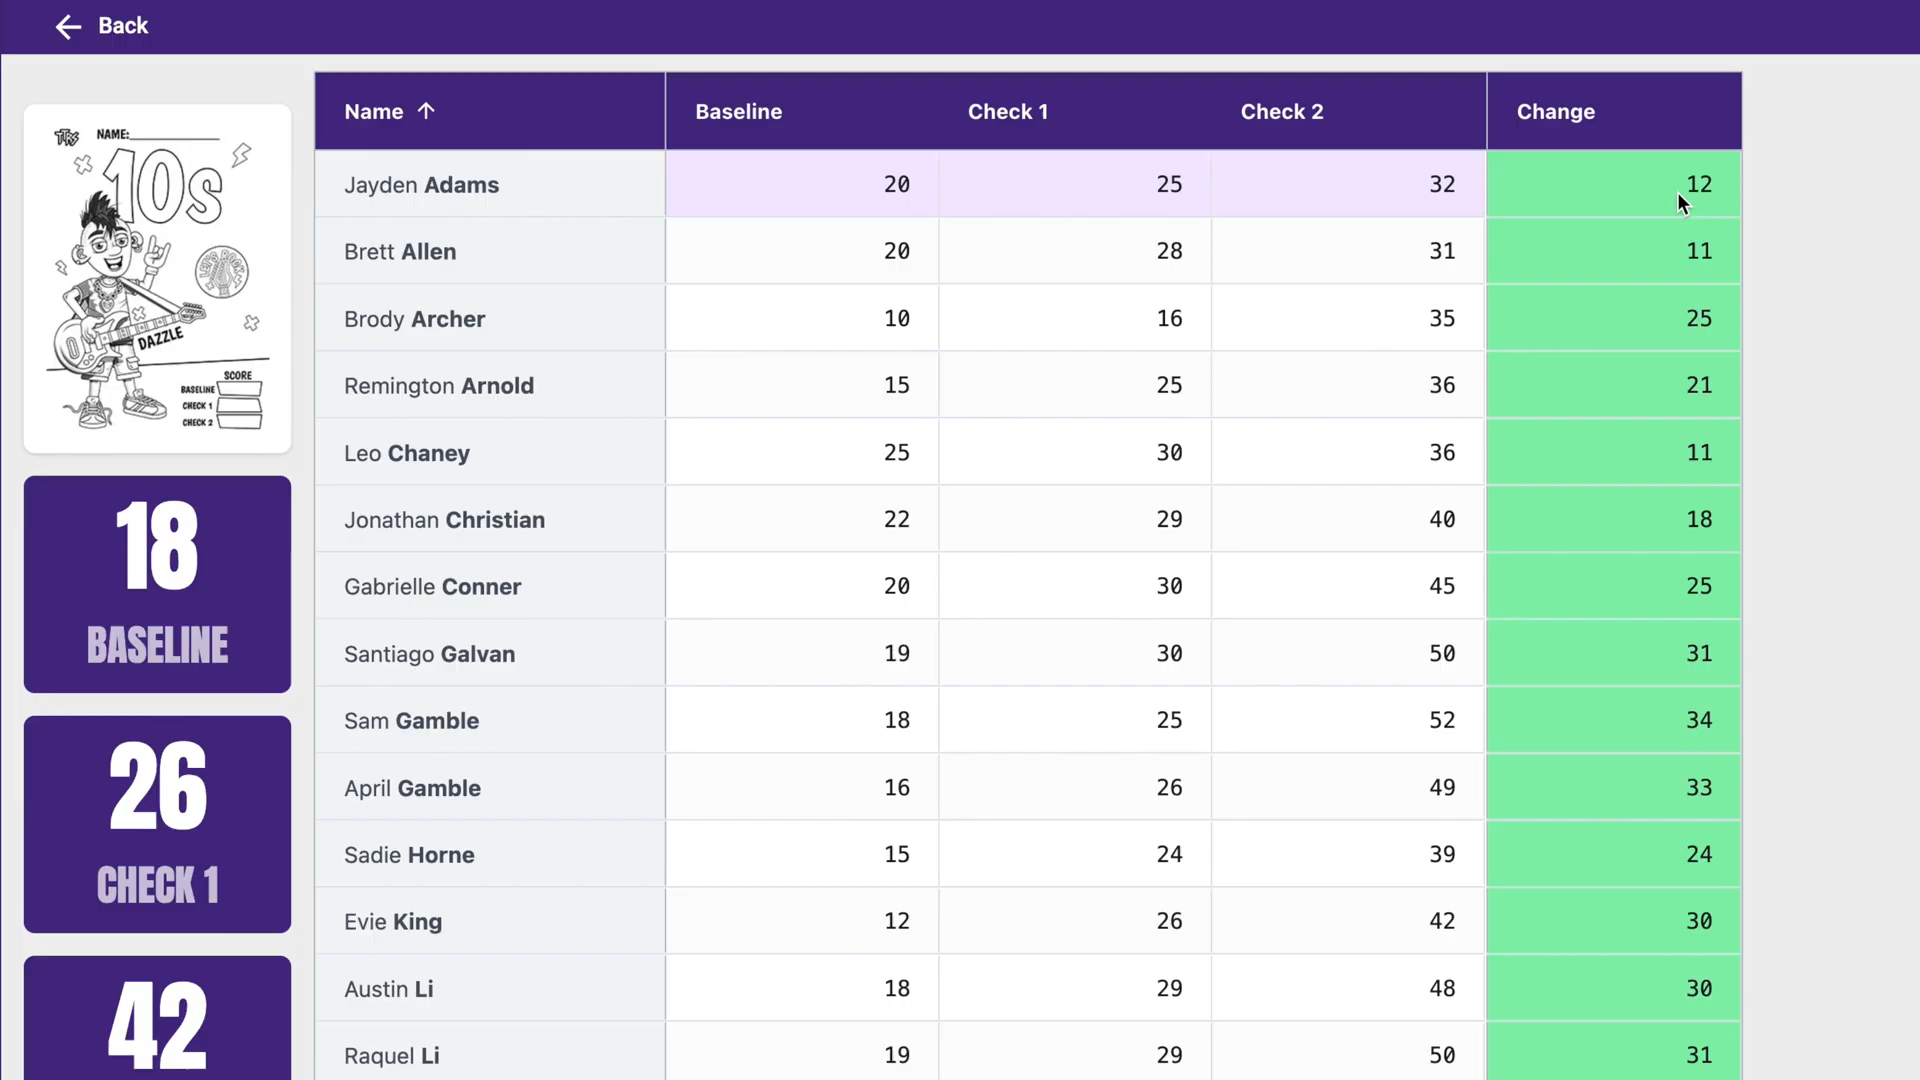 Back
TTRS NAME:
10s
LET'S ROCK
DAZZLE
SCORE
BASELINE
CHECK 1
CHECK 2
18
BASELINE
26
CHECK 1
42
Name Baseline Check 1 Check 2 Change
Jayden Adams 20 25 32 12
Brett Allen 20 28 31 11
Brody Archer 10 16 35 25
Remington Arnold 15 25 36 21
Leo Chaney 25 30 36 11
Jonathan Christian 22 29 40 18
Gabrielle Conner 20 30 45 25
Santiago Galvan 19 30 50 31
Sam Gamble 18 25 52 34
April Gamble 16 26 49 33
Sadie Horne 15 24 39 24
Evie King 12 26 42 30
Austin Li 18 29 48 30
Raquel Li 19 29 50 31